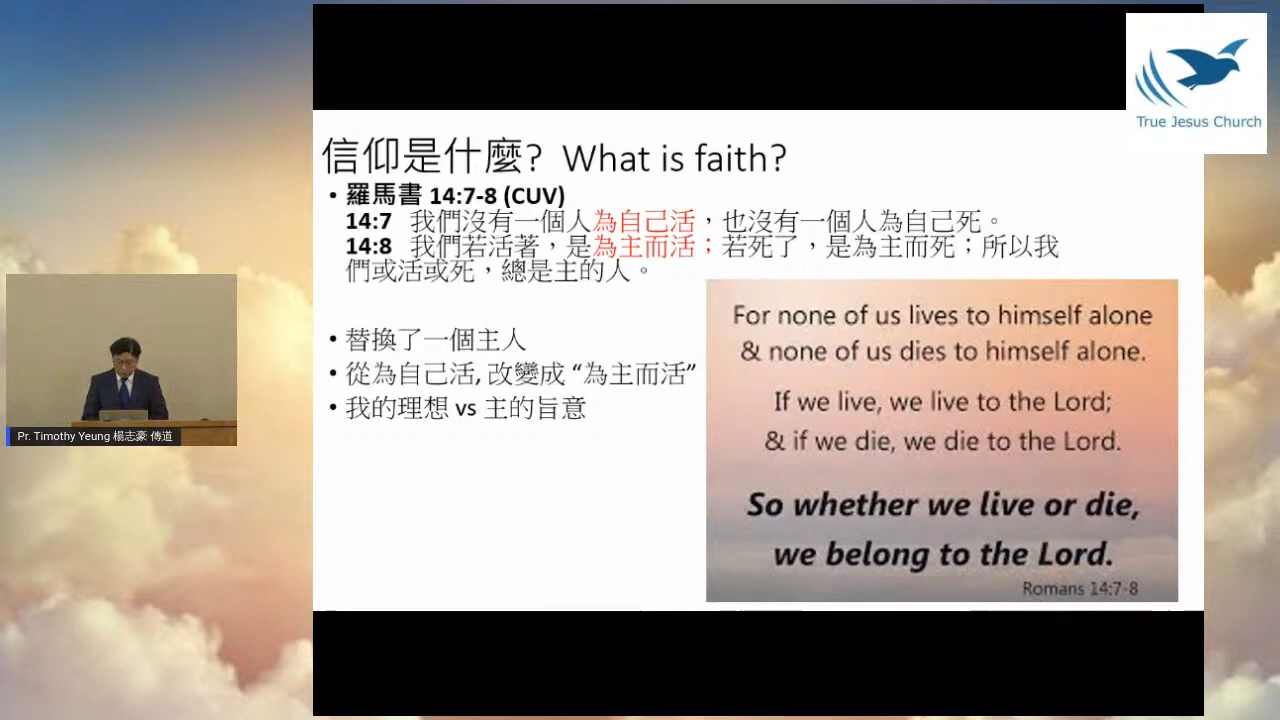 True Jesus Church
信仰是什麼? What is faith?
• 羅馬書 14:7-8 (CUV)
14:7 我們沒有一個人為自己活，也沒有一個人為自己死。
14:8 我們若活著，是為主而活；若死了，是為主而死；所以我
們或活或死，總是主的人。
• 替換了一個主人
• 從為自己活, 改變成 “為主而活”
• 我的理想 vs 主的旨意
For none of us lives to himself alone
& none of us dies to himself alone.
If we live, we live to the Lord;
& if we die, we die to the Lord.
So whether we live or die,
we belong to the Lord.
Romans 14:7-8
Pr. Timothy Yeung 楊志豪 傳道